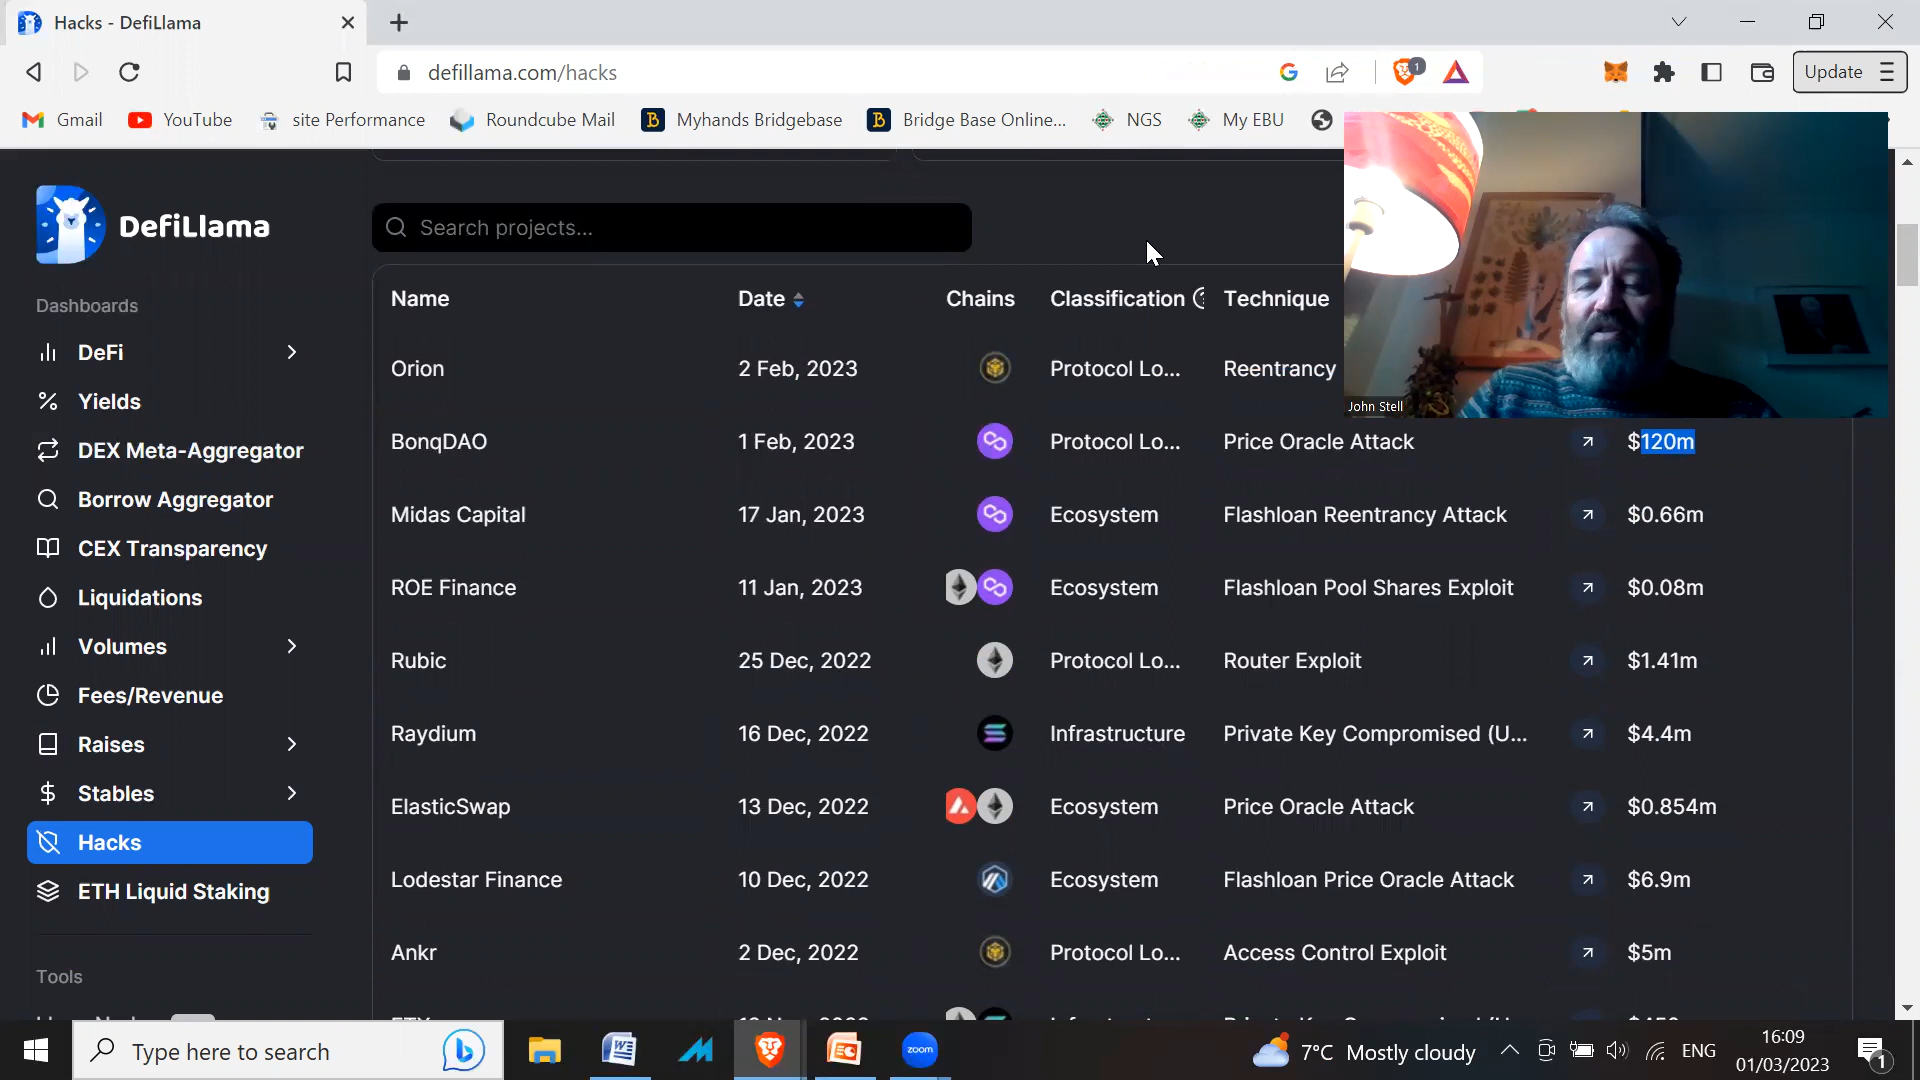 Hacks - DefiLlama
defillama.com/hacks
1
Update
Gmail
YouTube
site Performance
Roundcube Mail
Myhands Bridgebase
Bridge Base Online...
NGS
My EBU
DefiLlama
Search projects...
Dashboards
DeFi
Yields
DEX Meta-Aggregator
Borrow Aggregator
CEX Transparency
Liquidations
Volumes
Fees/Revenue
Raises
Stables
Hacks
ETH Liquid Staking
Tools
Name Date Chains Classification Technique
Orion 2 Feb, 2023 Protocol Lo... Reentrancy
BonqDAO 1 Feb, 2023 Protocol Lo... Price Oracle Attack $120m
Midas Capital 17 Jan, 2023 Ecosystem Flashloan Reentrancy Attack $0.66m
ROE Finance 11 Jan, 2023 Ecosystem Flashloan Pool Shares Exploit $0.08m
Rubic 25 Dec, 2022 Protocol Lo... Router Exploit $1.41m
Raydium 16 Dec, 2022 Infrastructure Private Key Compromised (U... $4.4m
ElasticSwap 13 Dec, 2022 Ecosystem Price Oracle Attack $0.854m
Lodestar Finance 10 Dec, 2022 Ecosystem Flashloan Price Oracle Attack $6.9m
Ankr 2 Dec, 2022 Protocol Lo... Access Control Exploit $5m
John Stell
Type here to search
zoom
7°C Mostly cloudy
ENG
16:09
01/03/2023
1